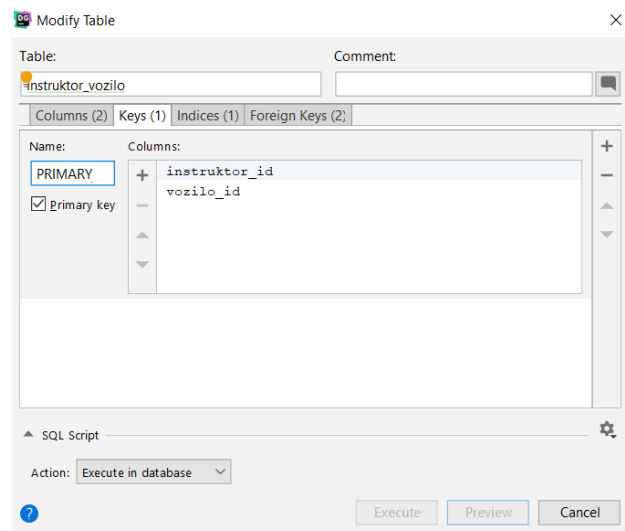 DG Modify Table
Table: Comment:
instruktor_vozilo
Columns (2) Keys (1) Indices (1) Foreign Keys (2)
Name: Columns:
PRIMARY
instruktor_id
vozilo_id
Primary key
SQL Script
Action: Execute in database
? Execute Preview Cancel